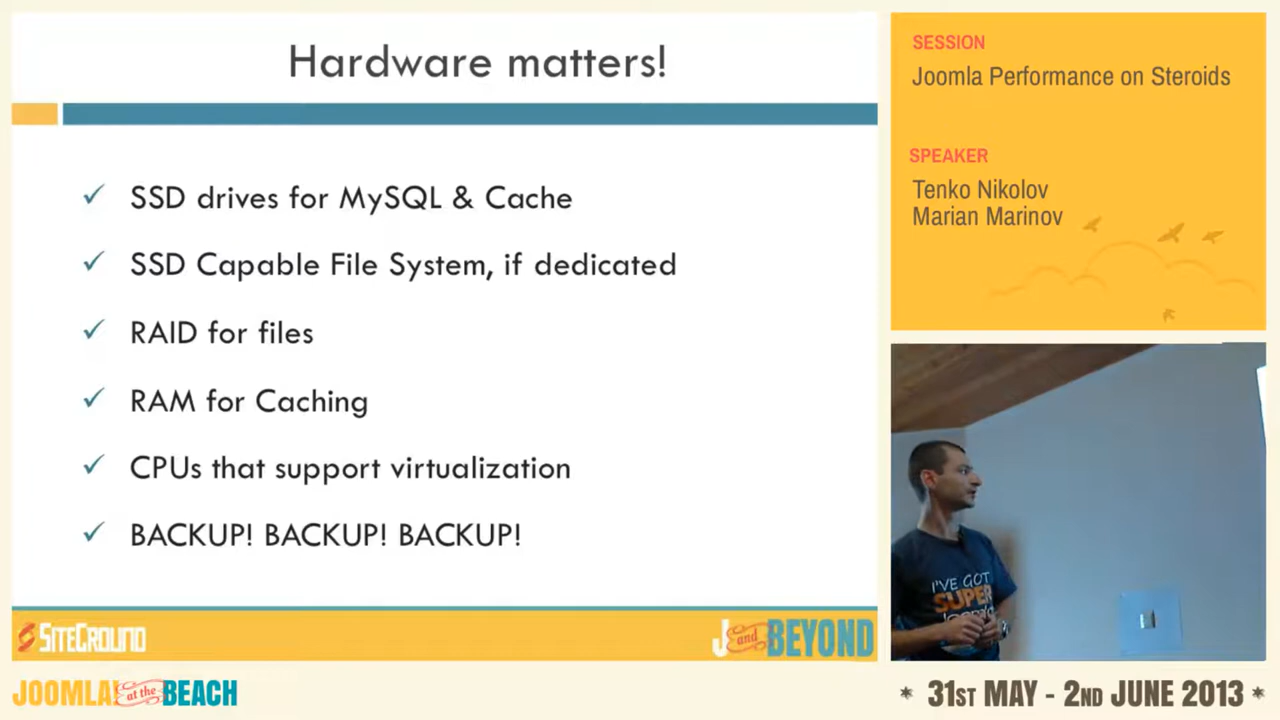 Hardware matters!
✓ SSD drives for MySQL & Cache
✓ SSD Capable File System, if dedicated
✓ RAID for files
✓ RAM for Caching
✓ CPUs that support virtualization
✓ BACKUP! BACKUP! BACKUP!
SITEGROUND
J and BEYOND
SESSION
Joomla Performance on Steroids
SPEAKER
Tenko Nikolov
Marian Marinov
I'VE GOT
SUPER
JOOMLA! at the BEACH
* 31ST MAY - 2ND JUNE 2013 *